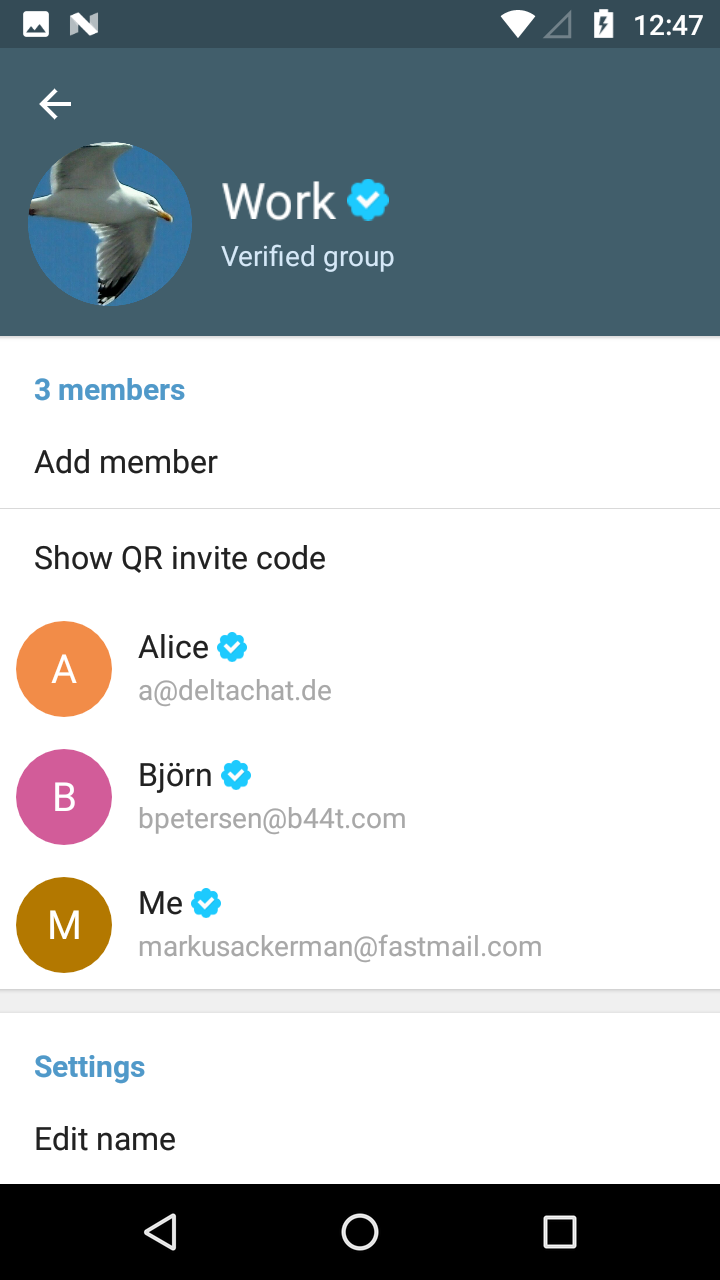 12:47
Work
Verified group
3 members
Add member
Show QR invite code
A
Alice
a@deltachat.de
B
Björn
bpetersen@b44t.com
M
Me
markusackerman@fastmail.com
Settings
Edit name